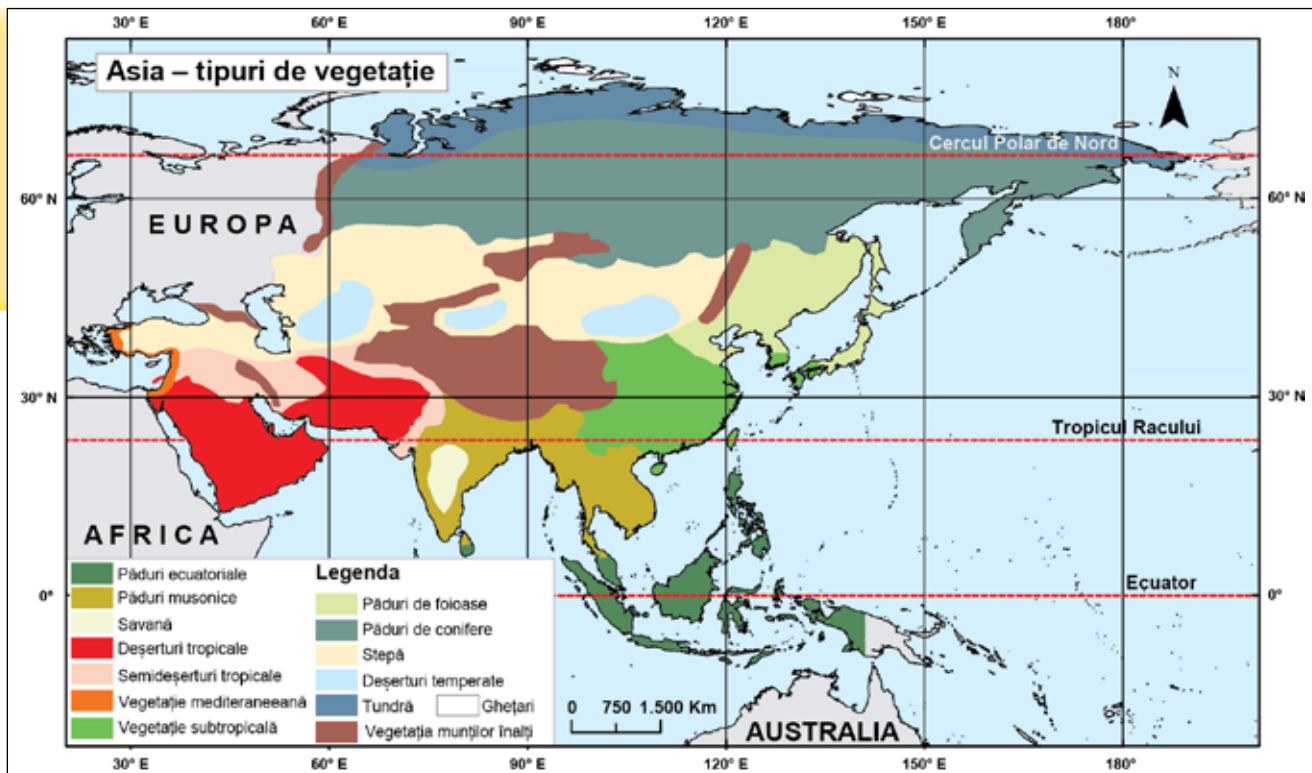 30° E 60° E 90° E 120° E 150° E 180°
Asia – tipuri de vegetație
N
Cercul Polar de Nord
60° N 60° N
EUROPA
30° N 30° N
Tropicul Racului
AFRICA
Ecuator
0° 0°
Legenda
Păduri ecuatoriale
Păduri musonice
Savană
Deșerturi tropicale
Semideșerturi tropicale
Vegetație mediteraneeană
Vegetație subtropicală
Păduri de foioase
Păduri de conifere
Stepă
Deșerturi temperate
Tundră Ghețari
Vegetația munților înalți
0 750 1.500 Km
AUSTRALIA
30° E 60° E 90° E 120° E 150° E 180°